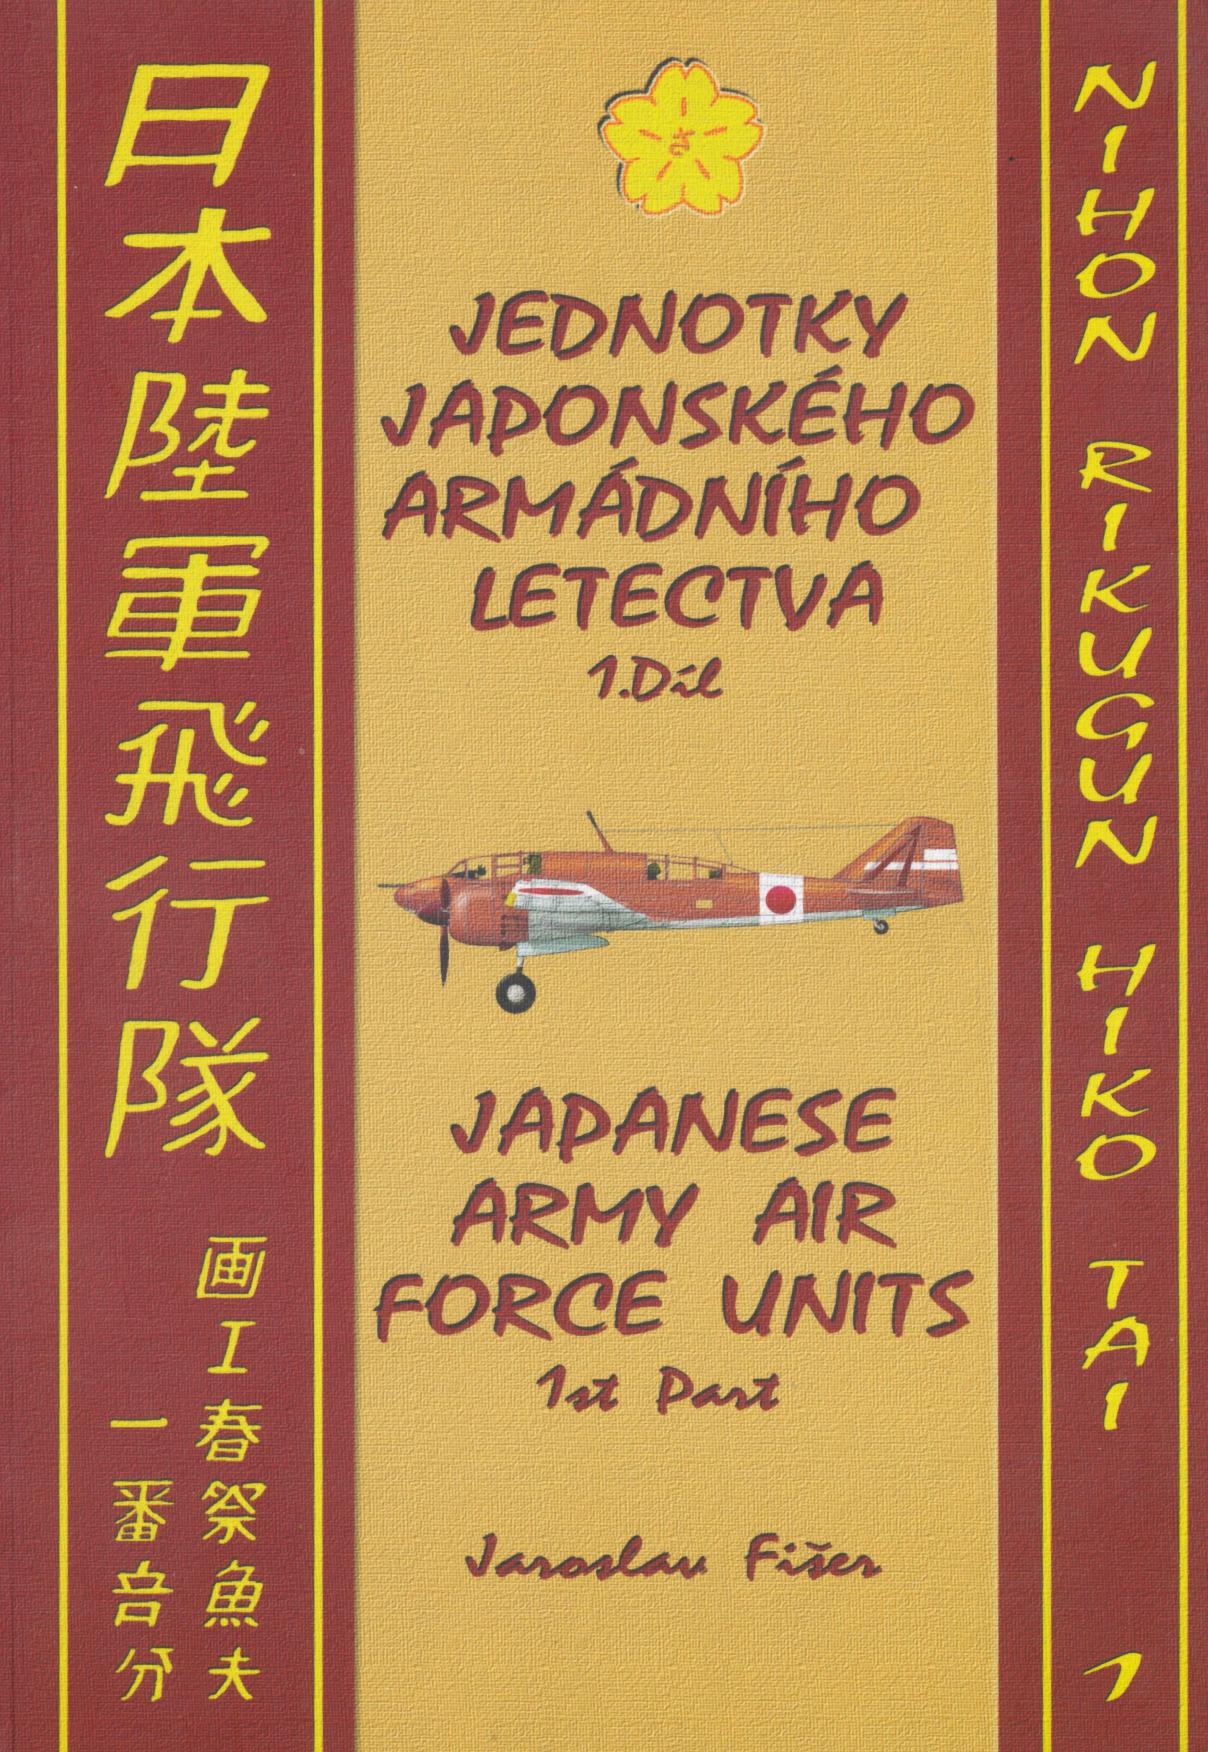 日本陸軍飛行隊
画工春祭魚夫
一番音分
さ
JEDNOTKY
JAPONSKÉHO
ARMÁDNÍHO
LETECTVA
1.Díl
JAPANESE
ARMY AIR
FORCE UNITS
1st Part
Jaroslav Fišer
NIHON RIKUGUN HIKO TAI 1